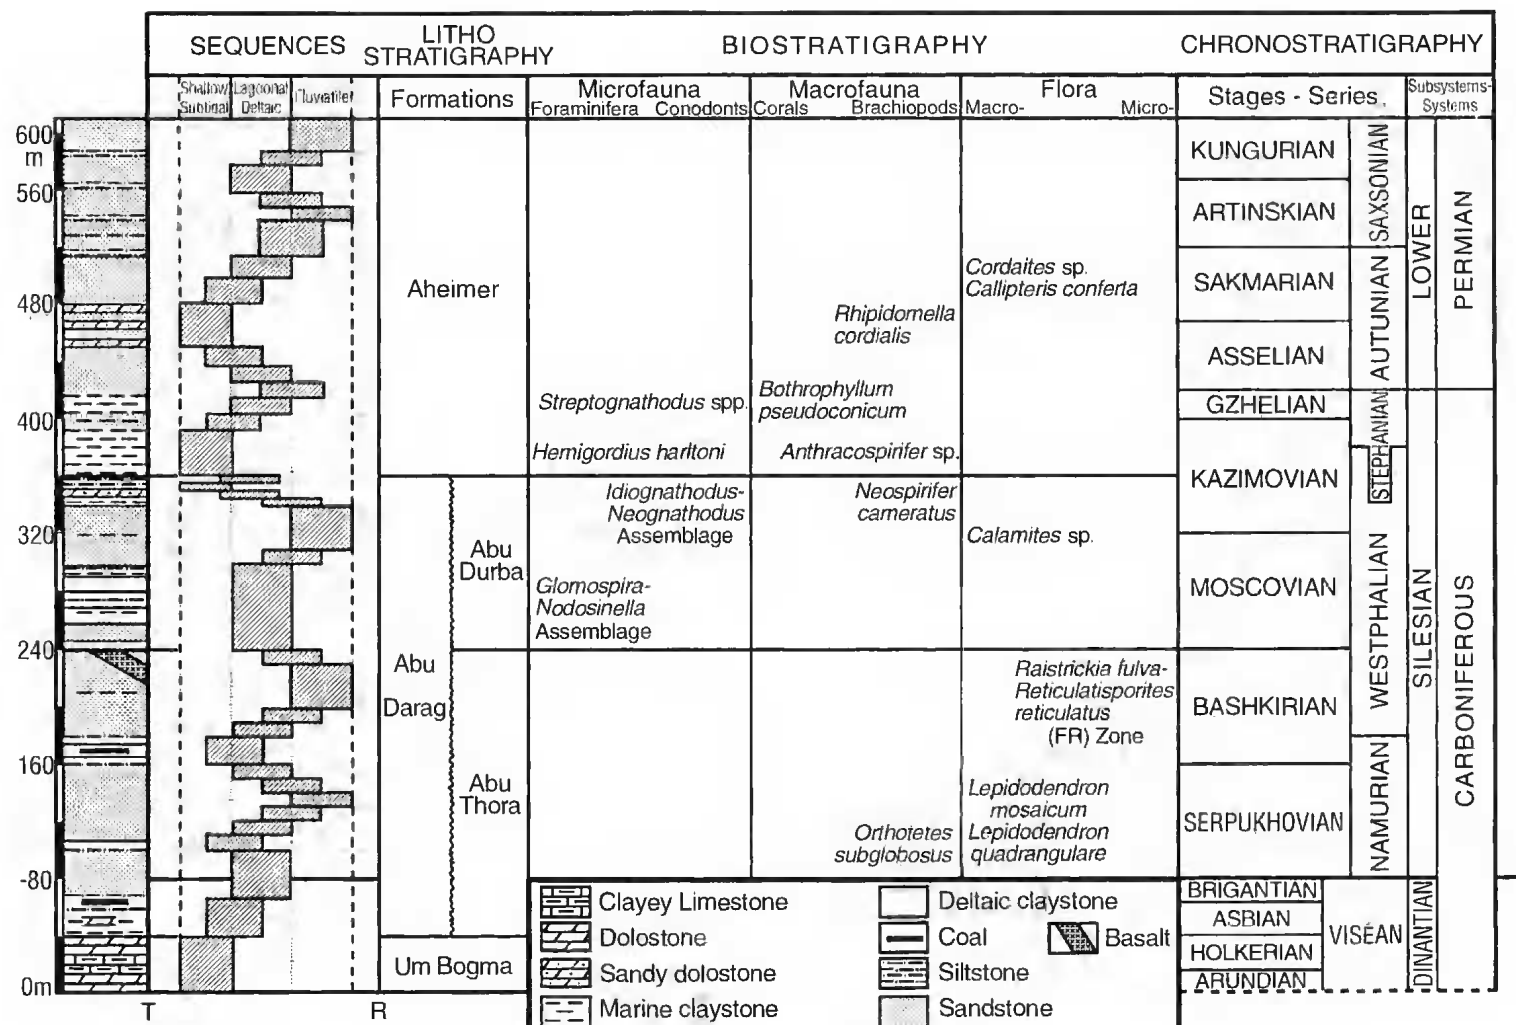 SEQUENCES
LITHO
STRATIGRAPHY
BIOSTRATIGRAPHY
CHRONOSTRATIGRAPHY
Shallow Subtidal
Lagoonal Deltaic
Fluviatile
Formations
Microfauna
Foraminifera Conodonts
Macrofauna
Corals Brachiopods
Flora
Macro- Micro-
Stages - Series
Subsystems-
Systems
600
m
560
480
400
320
240
160
-80
0m
T
R
Aheimer
Abu
Durba
Abu
Darag
Abu
Thora
Um Bogma
Streptognathodus spp.
Hemigordius harltoni
Idiognathodus-
Neognathodus
Assemblage
Glomospira-
Nodosinella
Assemblage
Rhipidomella
cordialis
Bothrophyllum
pseudoconicum
Anthracospirifer sp.
Neospirifer
cameratus
Orthotetes
subglobosus
Cordaites sp.
Callipteris conferta
Calamites sp.
Raistrickia fulva-
Reticulatisporites
reticulatus
(FR) Zone
Lepidodendron
mosaicum
Lepidodendron
quadrangulare
KUNGURIAN
ARTINSKIAN
SAKMARIAN
ASSELIAN
GZHELIAN
KAZIMOVIAN
MOSCOVIAN
BASHKIRIAN
SERPUKHOVIAN
BRIGANTIAN
ASBIAN
HOLKERIAN
ARUNDIAN
SAXSONIAN
AUTUNIAN
STEPHANIAN
WESTPHALIAN
NAMURIAN
VISÉAN
LOWER
SILESIAN
DINANTIAN
PERMIAN
CARBONIFEROUS
Clayey Limestone
Dolostone
Sandy dolostone
Marine claystone
Deltaic claystone
Coal
Basalt
Siltstone
Sandstone